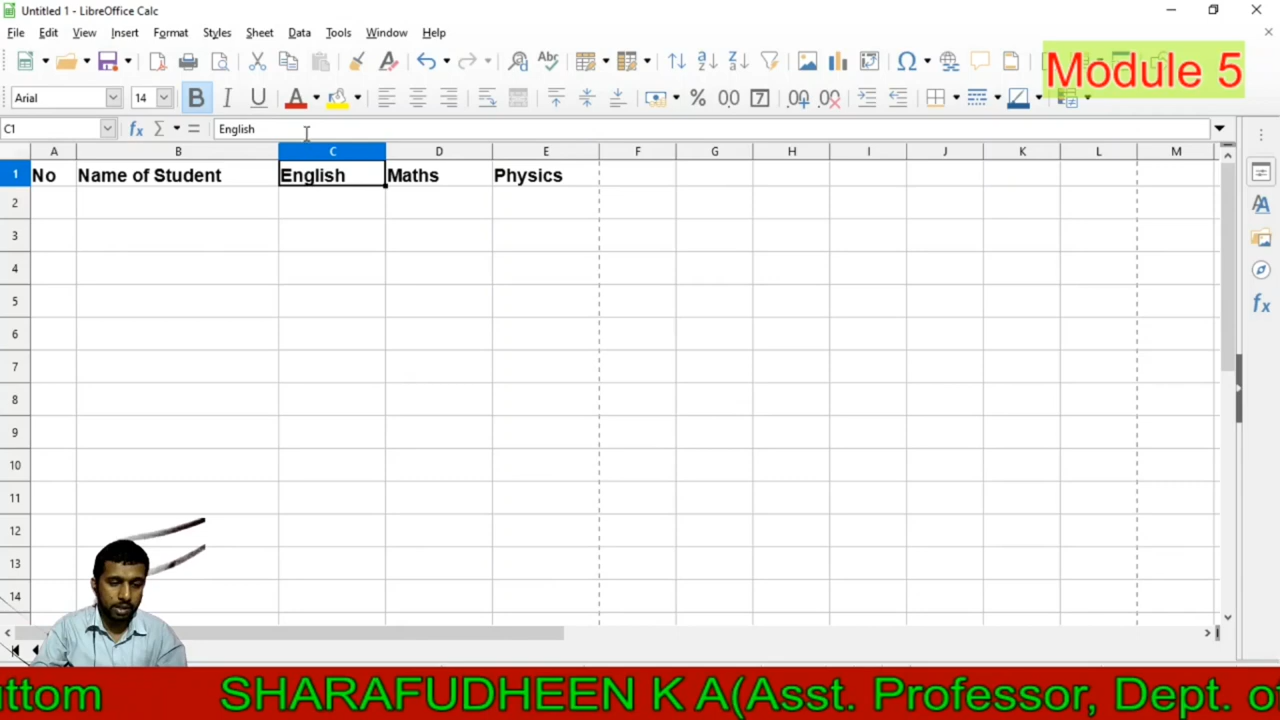 Untitled 1 - LibreOffice Calc
File Edit View Insert Format Styles Sheet Data Tools Window Help
Module 5
Arial 14
C1 English
A B C D E F G H I J K L M
1 No Name of Student English Maths Physics
2
3
4
5
6
7
8
9
10
11
12
13
14
uttom SHARAFUDHEEN K A(Asst. Professor, Dept. of